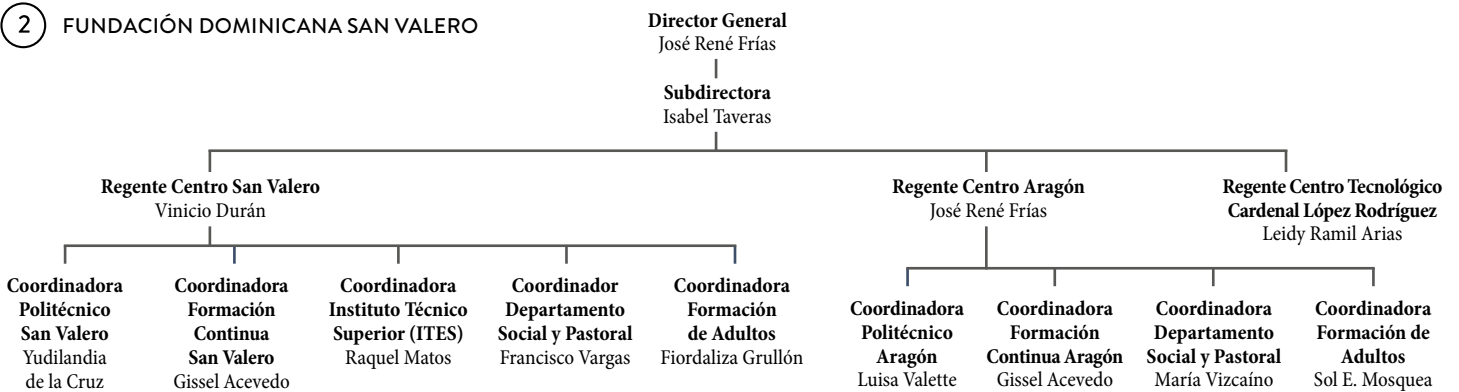 2 FUNDACIÓN DOMINICANA SAN VALERO
Director General
José René Frías
Subdirectora
Isabel Taveras
Regente Centro San Valero
Vinicio Durán
Regente Centro Aragón
José René Frías
Regente Centro Tecnológico
Cardenal López Rodríguez
Leidy Ramil Arias
Coordinadora
Politécnico
San Valero
Yudilandia
de la Cruz
Coordinadora
Formación
Continua
San Valero
Gissel Acevedo
Coordinadora
Instituto Técnico
Superior (ITES)
Raquel Matos
Coordinador
Departamento
Social y Pastoral
Francisco Vargas
Coordinadora
Formación
de Adultos
Fiordaliza Grullón
Coordinadora
Politécnico
Aragón
Luisa Valette
Coordinadora
Formación
Continua Aragón
Gissel Acevedo
Coordinadora
Departamento
Social y Pastoral
María Vizcaíno
Coordinadora
Formación de
Adultos
Sol E. Mosquea